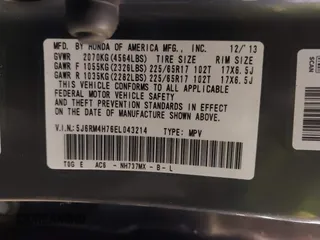 MFD. BY HONDA OF AMERICA MFG., INC. 12/13
GVWR 2070KG(4564LBS) TIRE SIZE RIM SIZE
GAWR F 1055KG(2326LBS) 225/65R17 102T 17X6.5J
GAWR R 1035KG(2282LBS) 225/65R17 102T 17X6.5J
THIS VEHICLE CONFORMS TO ALL APPLICABLE
FEDERAL MOTOR VEHICLE SAFETY
AND THEFT PREVENTION STANDARDS IN EFFECT
ON THE DATE OF MANUFACTURE SHOWN ABOVE.
V.I.N:5J6RM4H76EL043214 TYPE: MPV
T0G E AC6 - NH737MX - B - L
SCAN